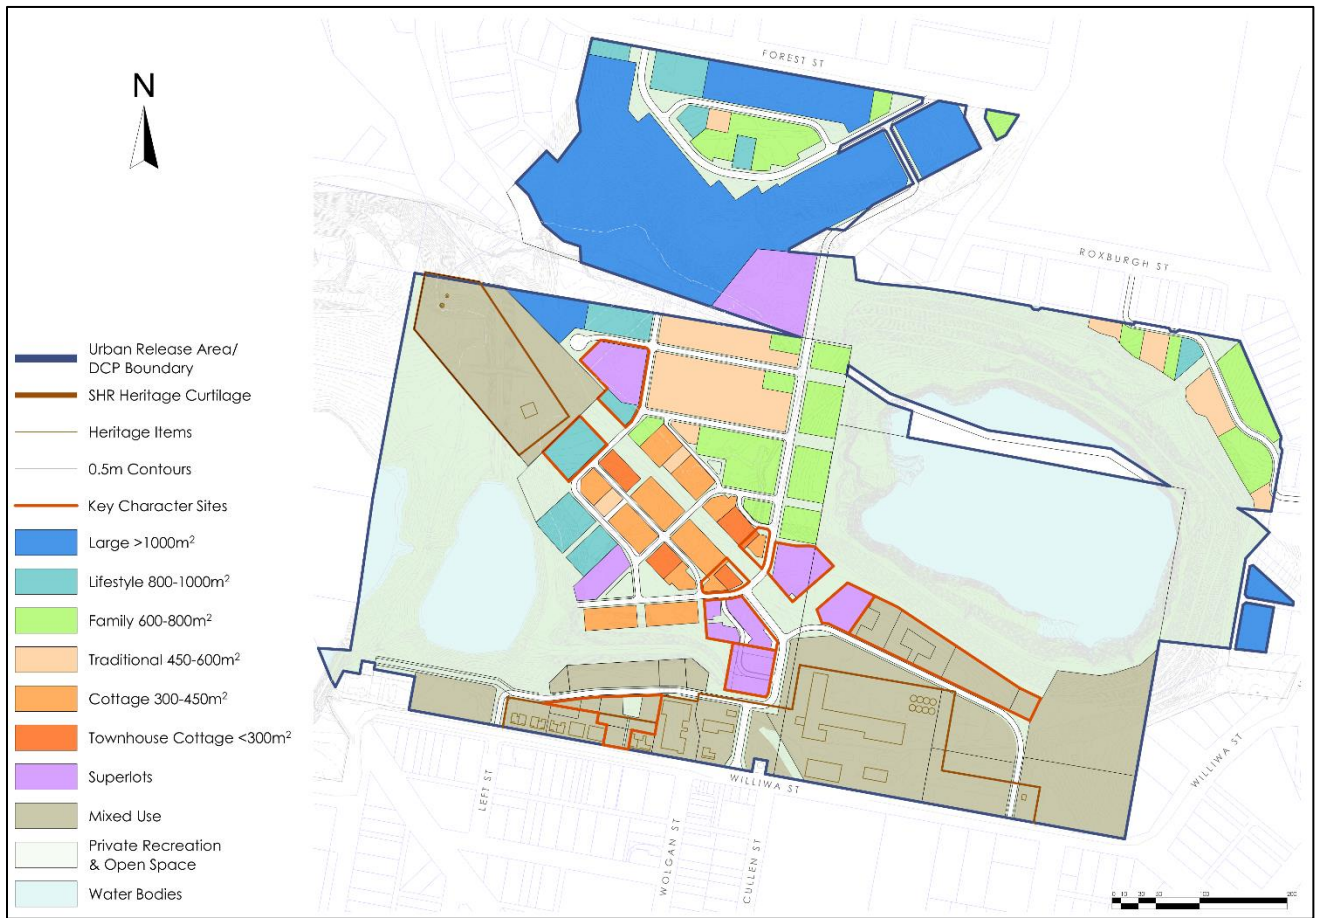 FOREST ST
N
ROXBURGH ST
Urban Release Area/
DCP Boundary
SHR Heritage Curtilage
Heritage Items
0.5m Contours
Key Character Sites
Large >1000m²
Lifestyle 800-1000m²
Family 600-800m²
Traditional 450-600m²
Cottage 300-450m²
Townhouse Cottage <300m²
Superlots
Mixed Use
Private Recreation
& Open Space
Water Bodies
WILLIWA ST
WILLIWA ST
LEFT ST
WOLGAN ST
CULLEN ST